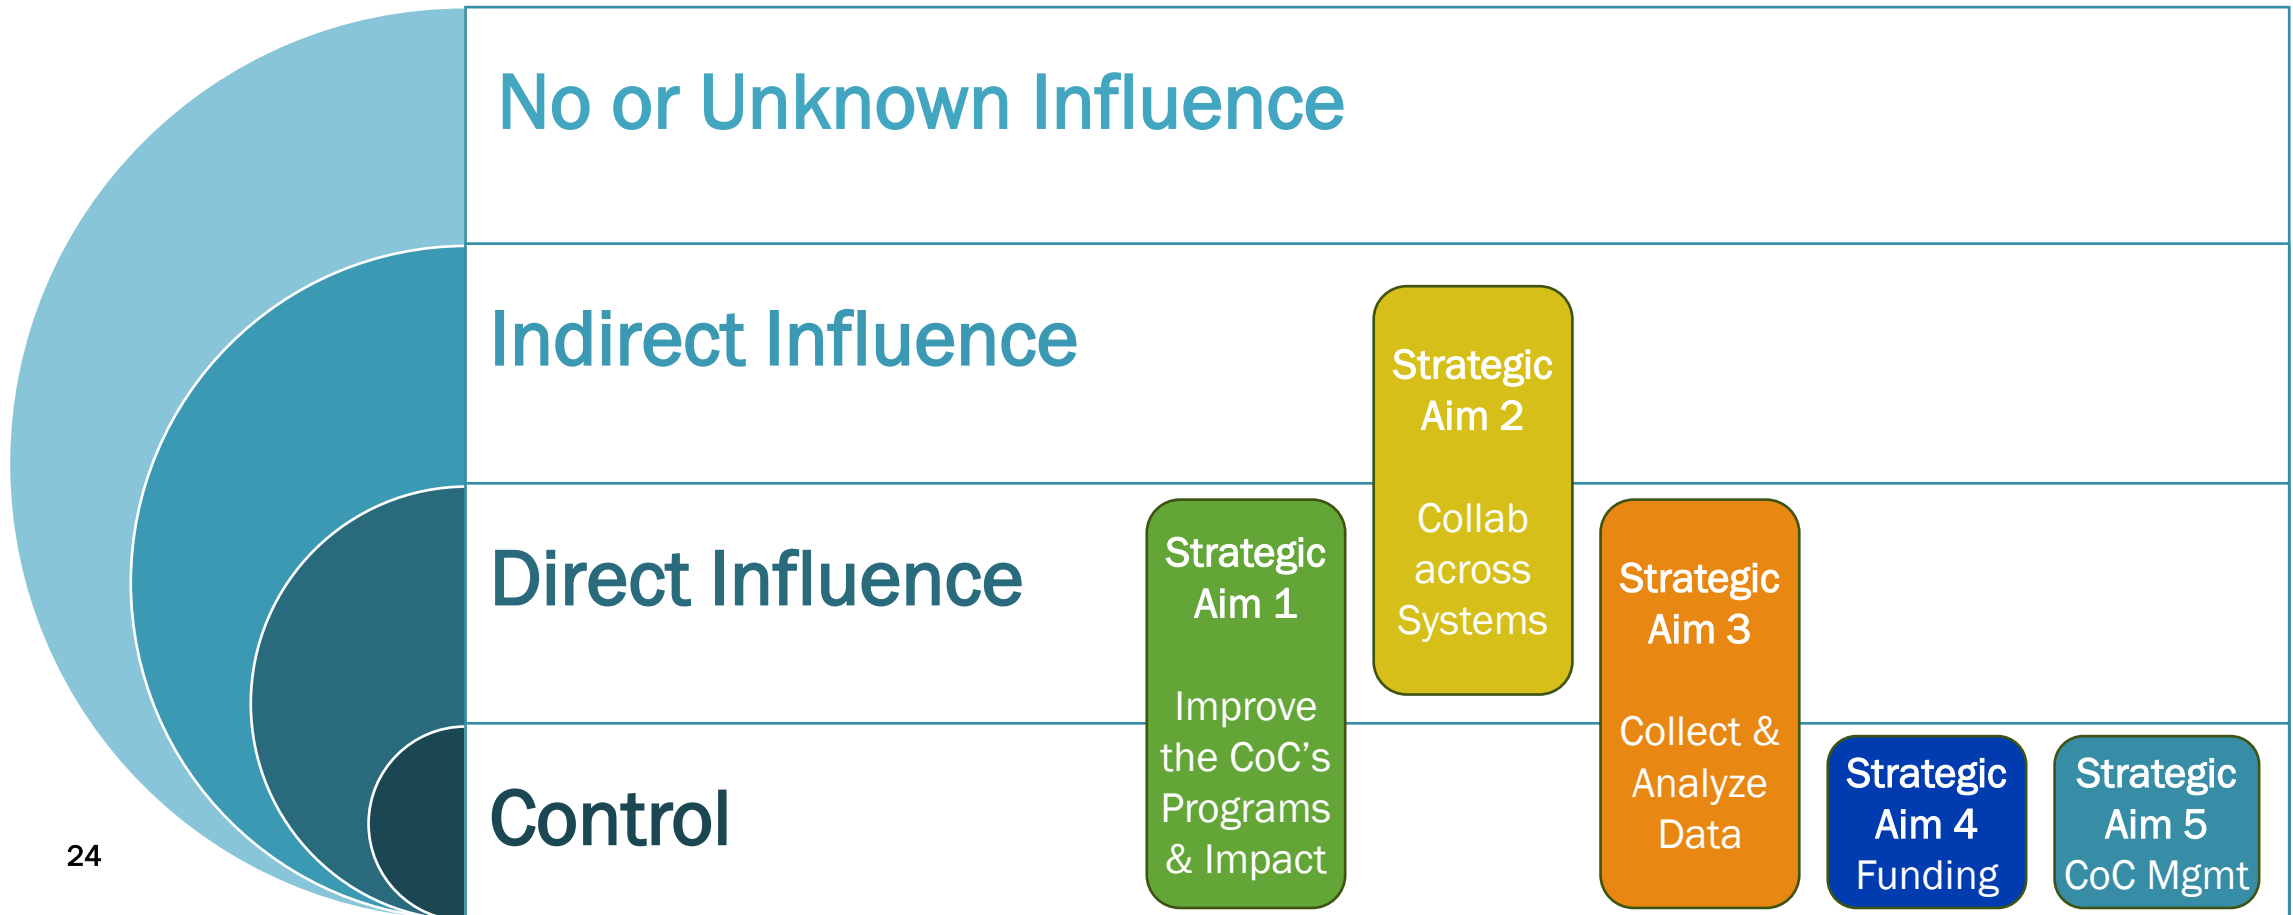 No or Unknown Influence
Indirect Influence
Direct Influence
Control
Strategic
Aim 1
Improve
the CoC’s
Programs
& Impact
Strategic
Aim 2
Collab
across
Systems
Strategic
Aim 3
Collect &
Analyze
Data
Strategic
Aim 4
Funding
Strategic
Aim 5
CoC Mgmt
24